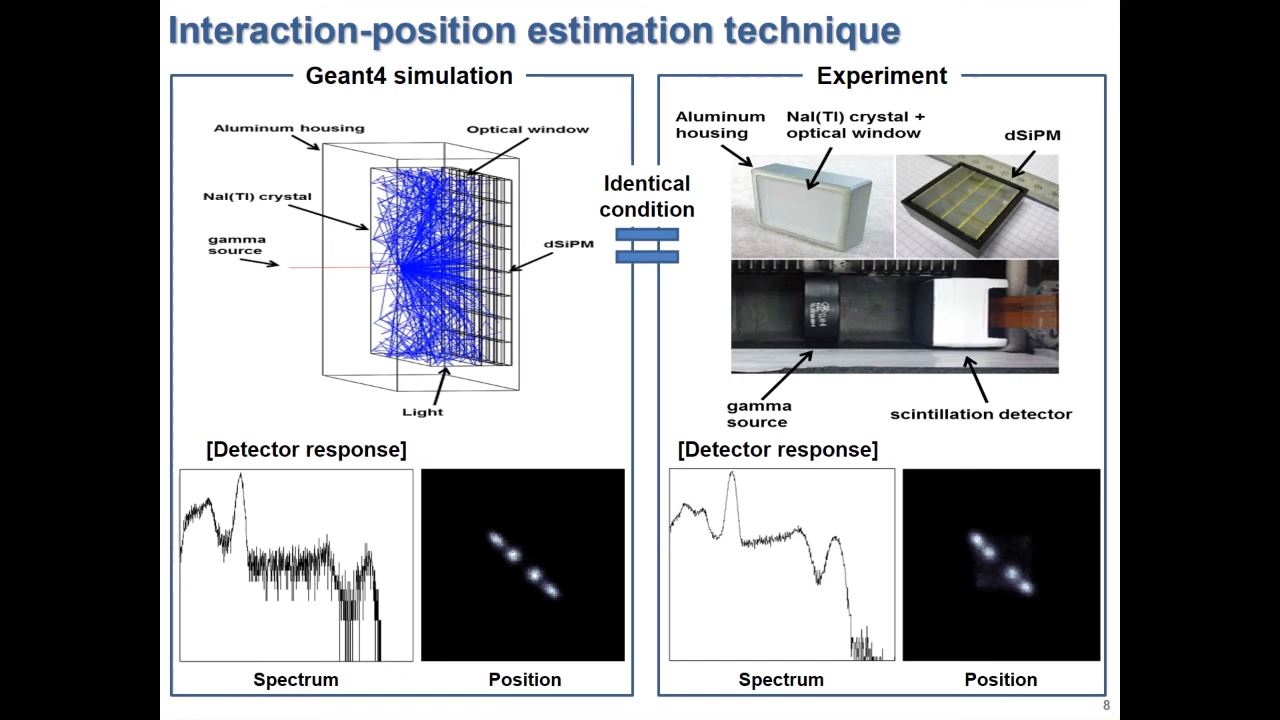 Interaction-position estimation technique
Geant4 simulation
Aluminum housing
Optical window
NaI(Tl) crystal
gamma
source
dSiPM
Light
[Detector response]
Spectrum
Position
Identical
condition
Experiment
Aluminum
housing
NaI(Tl) crystal +
optical window
dSiPM
gamma
source
scintillation detector
[Detector response]
Spectrum
Position
8